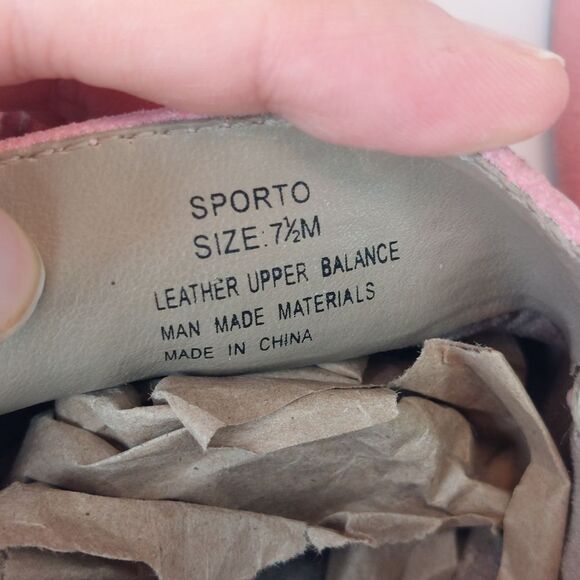 SPORTO
SIZE:7½M
LEATHER UPPER BALANCE
MAN MADE MATERIALS
MADE IN CHINA